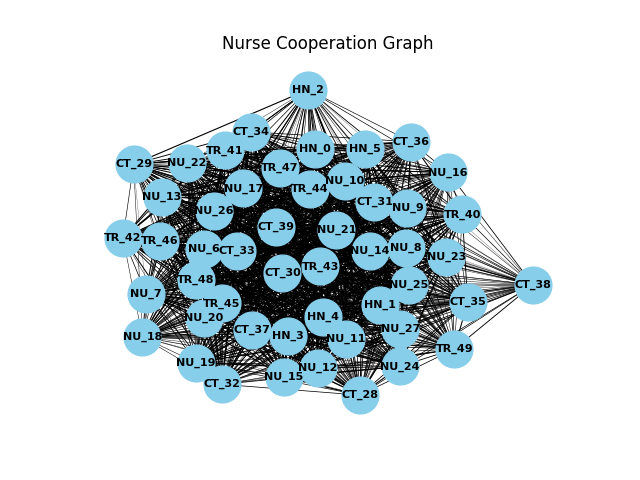 Nurse Cooperation Graph
HN_2
CT_34
CT_36
TR_41
HN_0
HN_5
CT_29
NU_22
TR_47
NU_16
NU_17
TR_44
NU_10
NU_13
CT_31
NU_9
NU_26
TR_40
CT_39
NU_21
TR_42
TR_46
NU_6
CT_33
NU_14
NU_8
NU_23
CT_30
TR_43
TR_48
NU_25
CT_38
NU_7
TR_45
HN_1
CT_35
NU_20
HN_4
NU_18
CT_37
HN_3
NU_11
NU_27
TR_49
NU_19
NU_12
NU_24
CT_32
NU_15
CT_28